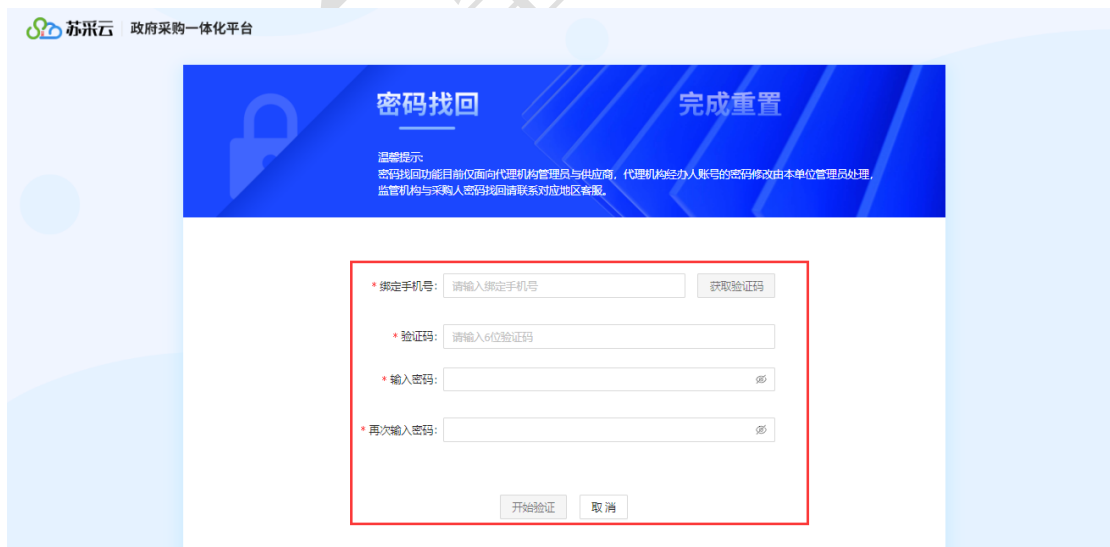 苏采云 政府采购一体化平台
密码找回 完成重置
温馨提示:
密码找回功能目前仅面向代理机构管理员与供应商，代理机构经办人账号的密码修改由本单位管理员处理，
监管机构与采购人密码找回请联系对应地区客服。
* 绑定手机号: 请输入绑定手机号 获取验证码
* 验证码: 请输入6位验证码
* 输入密码:
* 再次输入密码:
开始验证 取消